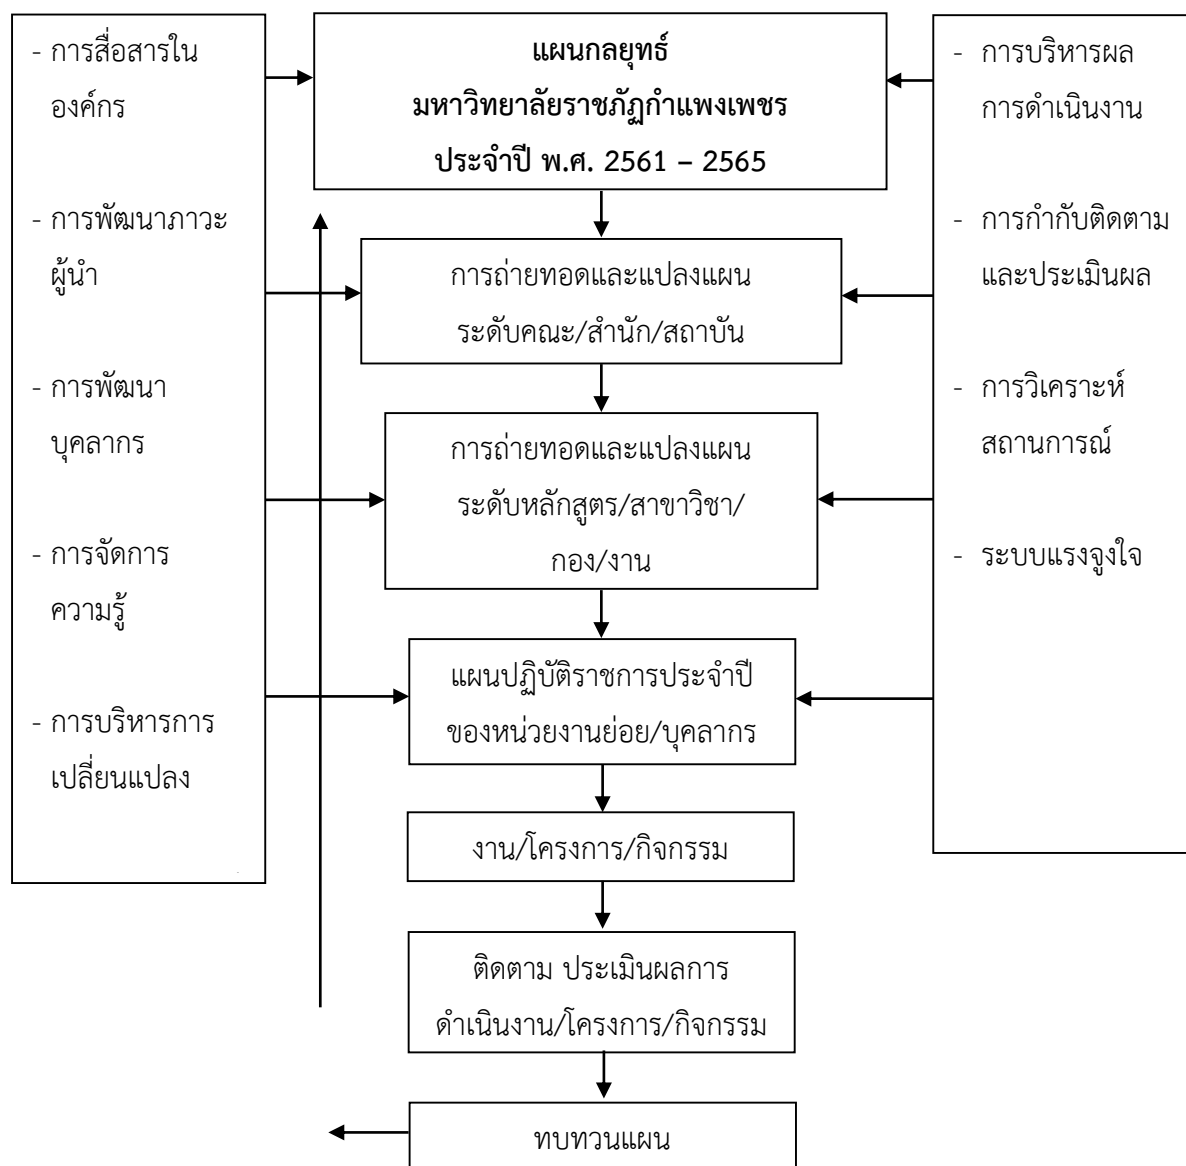 - การสื่อสารใน
องค์กร
- การพัฒนาภาวะ
ผู้นำ
- การพัฒนา
บุคลากร
- การจัดการ
ความรู้
- การบริหารการ
เปลี่ยนแปลง
แผนกลยุทธ์
มหาวิทยาลัยราชภัฏกำแพงเพชร
ประจำปี พ.ศ. 2561 – 2565
การถ่ายทอดและแปลงแผน
ระดับคณะ/สำนัก/สถาบัน
การถ่ายทอดและแปลงแผน
ระดับหลักสูตร/สาขาวิชา/
กอง/งาน
แผนปฏิบัติราชการประจำปี
ของหน่วยงานย่อย/บุคลากร
งาน/โครงการ/กิจกรรม
ติดตาม ประเมินผลการ
ดำเนินงาน/โครงการ/กิจกรรม
ทบทวนแผน
- การบริหารผล
การดำเนินงาน
- การกำกับติดตาม
และประเมินผล
- การวิเคราะห์
สถานการณ์
- ระบบแรงจูงใจ